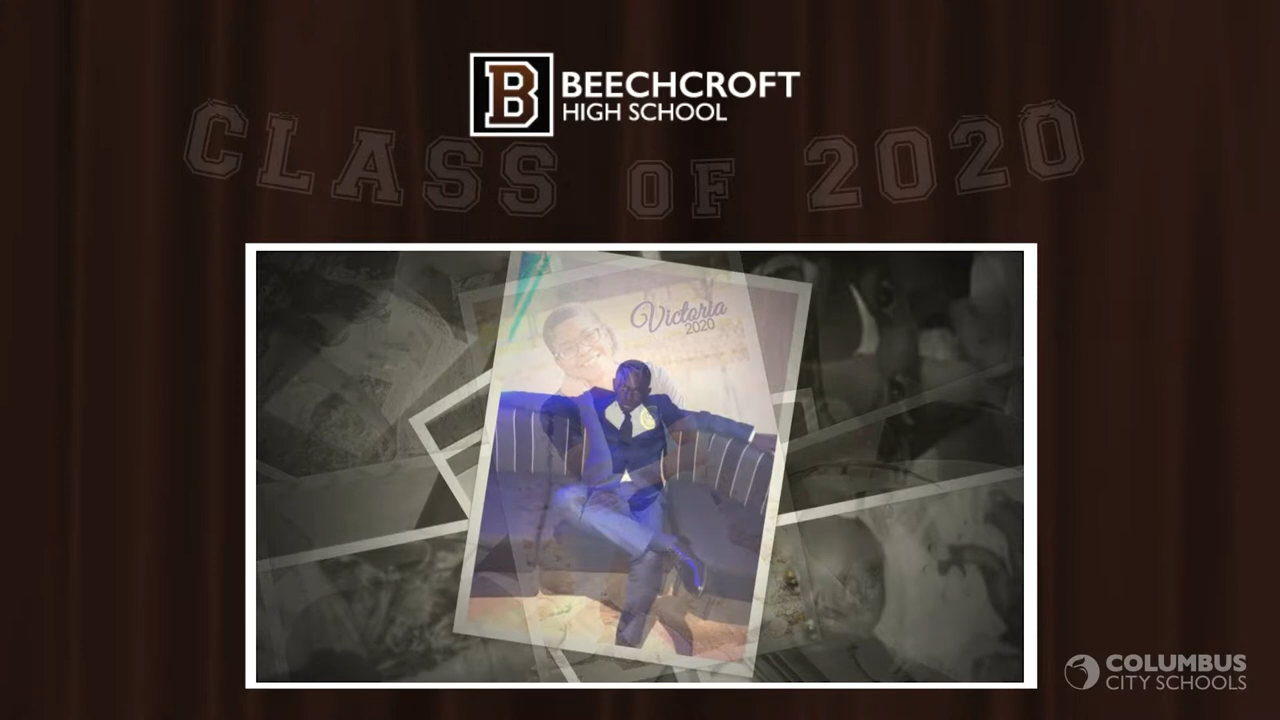 B
BEECHCROFT
HIGH SCHOOL
CLASS OF 2020
Victoria
2020
COLUMBUS
CITY SCHOOLS